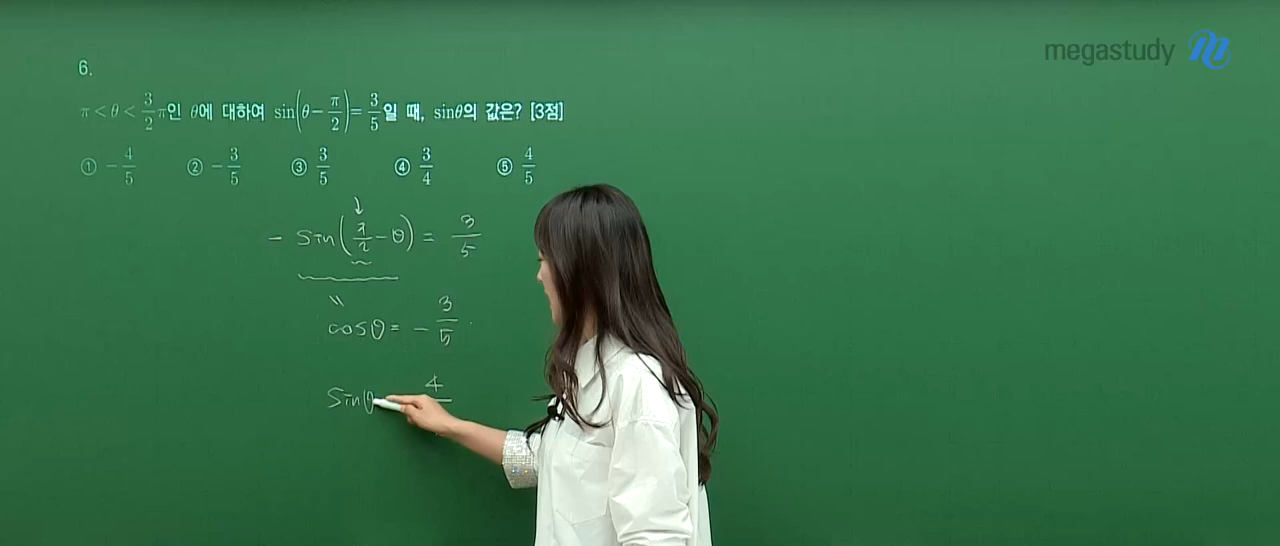 megastudy
6.
π < θ < 3/2 π인 θ에 대하여 sin(θ − π/2) = 3/5일 때, sinθ의 값은? [3점]
① −4/5 ② −3/5 ③ 3/5 ④ 3/4 ⑤ 4/5
− sin(π/2 − θ) = 3/5
cosθ = − 3/5
sinθ 4